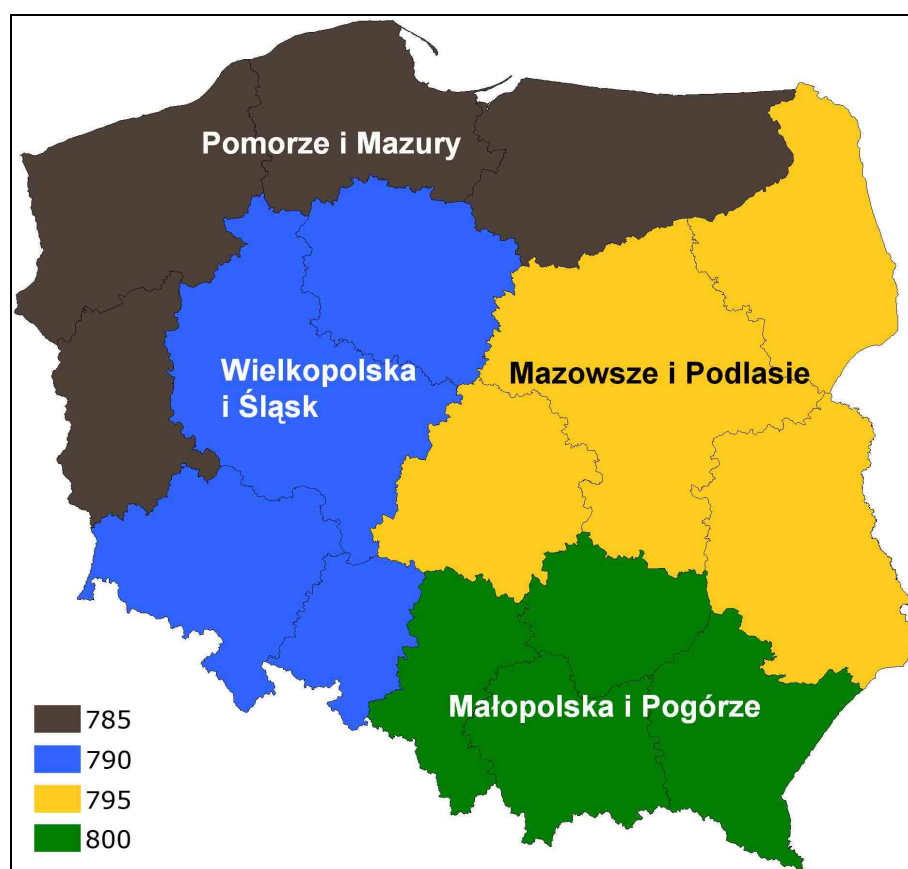 Pomorze i Mazury
Wielkopolska
i Śląsk
Mazowsze i Podlasie
Małopolska i Pogórze
785
790
795
800